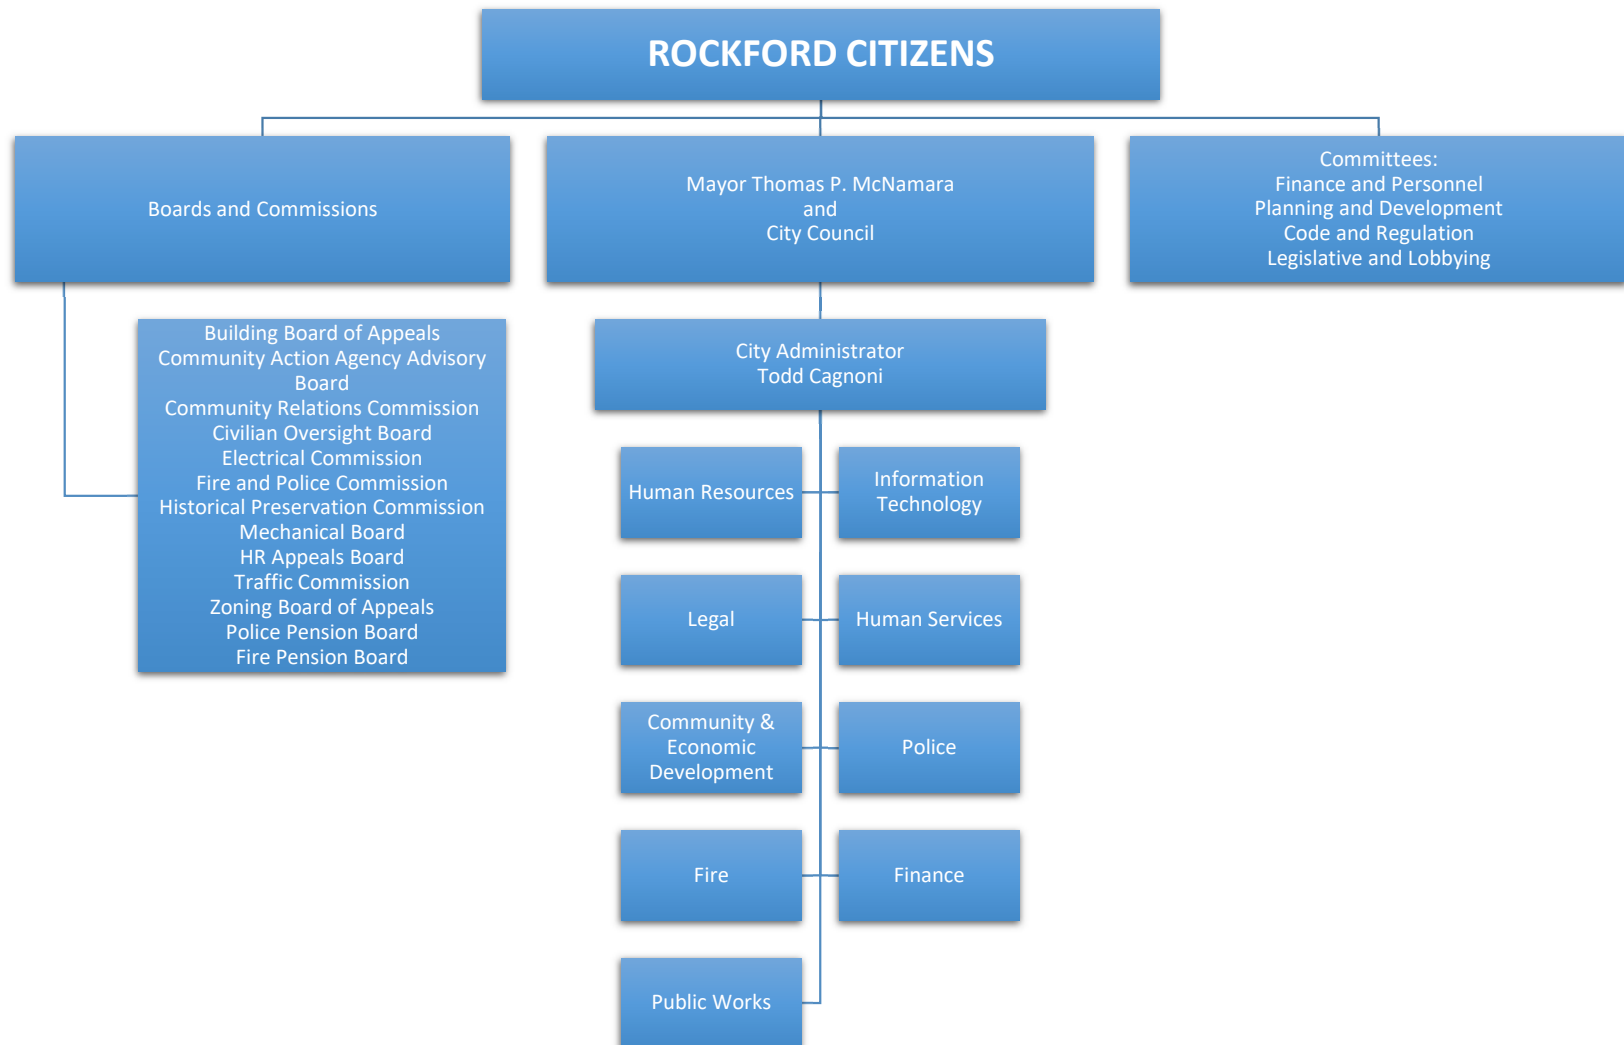 ROCKFORD CITIZENS
Boards and Commissions
Mayor Thomas P. McNamara
and
City Council
Committees:
Finance and Personnel
Planning and Development
Code and Regulation
Legislative and Lobbying
Building Board of Appeals
Community Action Agency Advisory
Board
Community Relations Commission
Civilian Oversight Board
Electrical Commission
Fire and Police Commission
Historical Preservation Commission
Mechanical Board
HR Appeals Board
Traffic Commission
Zoning Board of Appeals
Police Pension Board
Fire Pension Board
City Administrator
Todd Cagnoni
Human Resources
Information
Technology
Legal
Human Services
Community &
Economic
Development
Police
Fire
Finance
Public Works